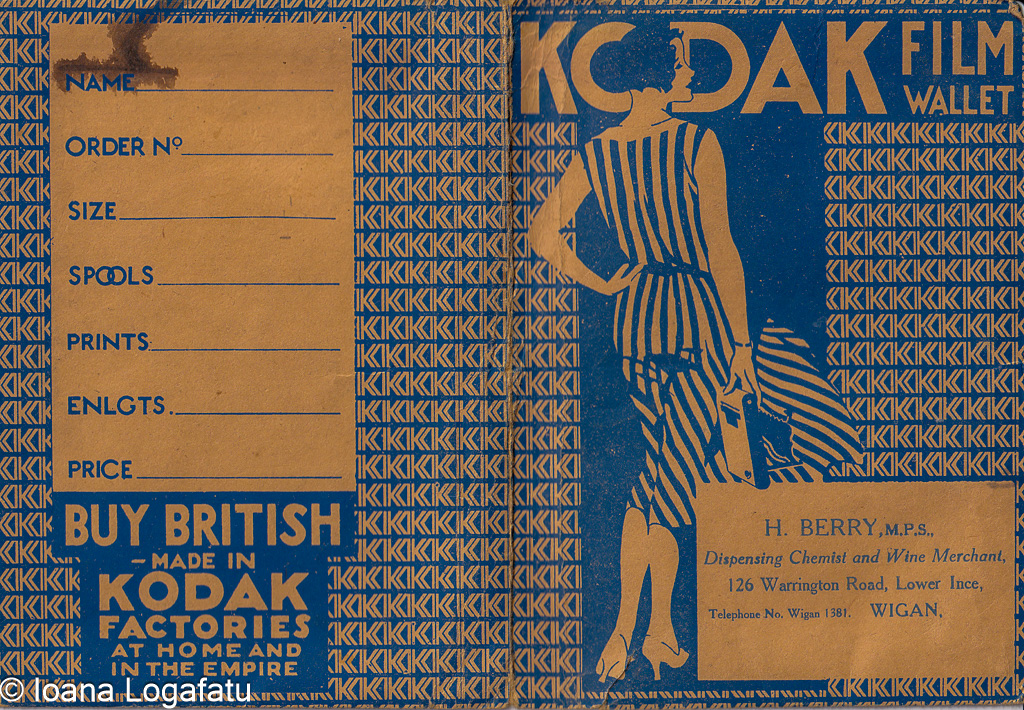 NAME
ORDER Nº
SIZE
SPOOLS
PRINTS
ENLGTS.
PRICE
BUY BRITISH
– MADE IN
KODAK
FACTORIES
AT HOME AND
IN THE EMPIRE
© Ioana Logafatu
KODAK FILM
WALLET
H. BERRY, M.P.S.,
Dispensing Chemist and Wine Merchant,
126 Warrington Road, Lower Ince,
Telephone No. Wigan 1381. WIGAN,